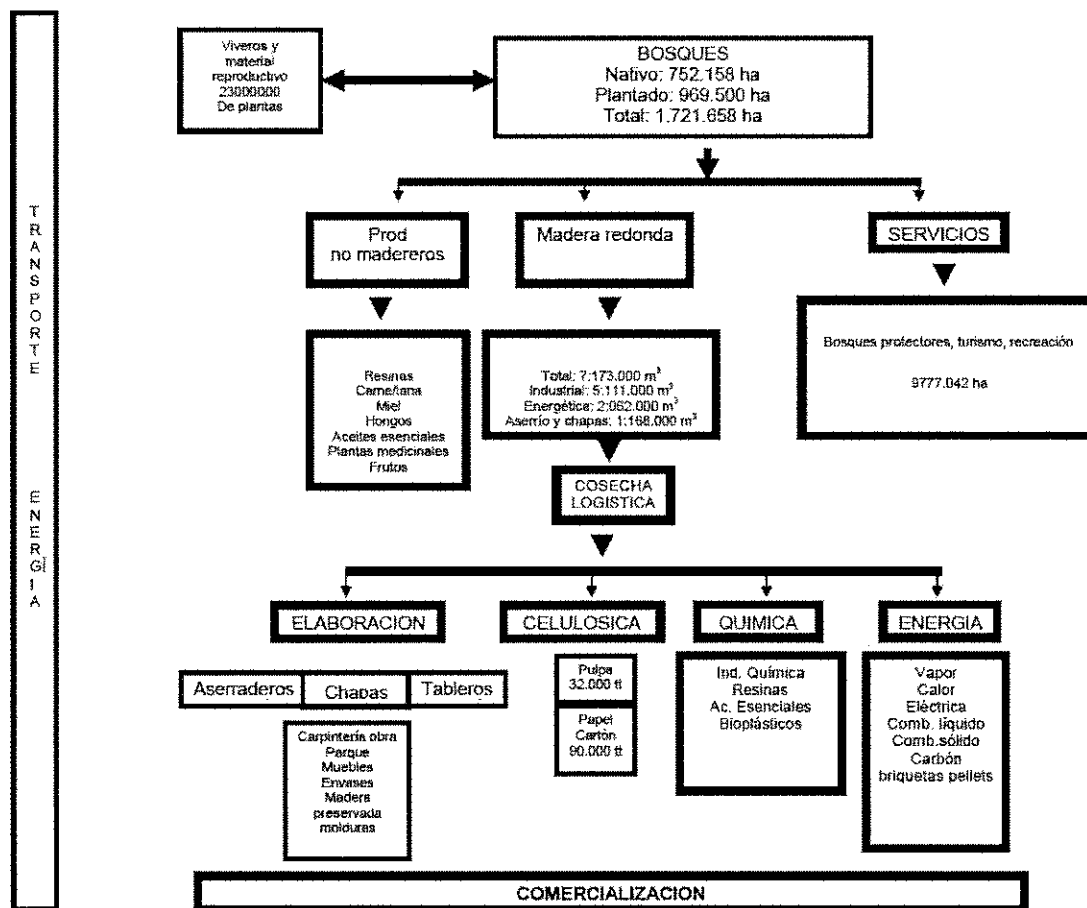 TRANSPORTE
ENERGÍA
Viveros y
material
reproductivo
23000000
De plantas
BOSQUES
Nativo: 752.158 ha
Plantado: 969.500 ha
Total: 1.721.658 ha
Prod
no madereros
Madera redonda
SERVICIOS
Resinas
Carne/lana
Miel
Hongos
Aceites esenciales
Plantas medicinales
Frutos
Total: 7:173.000 m³
Industrial: 5:111.000 m³
Energética: 2:062.000 m³
Aserrío y chapas: 1:168.000 m³
Bosques protectores, turismo, recreación
9777.042 ha
COSECHA
LOGISTICA
ELABORACION
CELULOSICA
QUIMICA
ENERGIA
Aserraderos
Chapas
Tableros
Carpintería obra
Parque
Muebles
Envases
Madera
preservada
molduras
Pulpa
32.000 tt
Papel
Cartón
90.000 tt
Ind. Química
Resinas
Ac. Esenciales
Bioplásticos
Vapor
Calor
Eléctrica
Comb. líquido
Comb.sólido
Carbón
briquetas pellets
COMERCIALIZACION